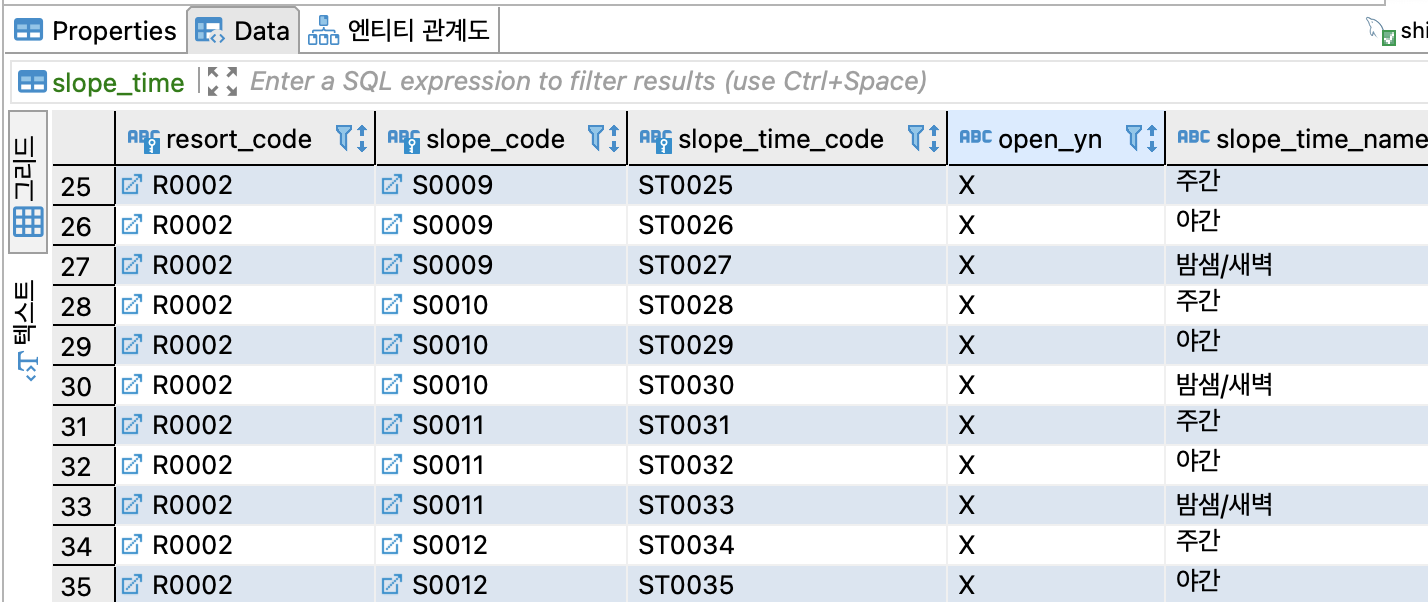 Properties Data 엔티티 관계도 shi
slope_time Enter a SQL expression to filter results (use Ctrl+Space)
그리드
텍스트
ABC resort_code ABC slope_code ABC slope_time_code ABC open_yn ABC slope_time_name
25 R0002 S0009 ST0025 X 주간
26 R0002 S0009 ST0026 X 야간
27 R0002 S0009 ST0027 X 밤샘/새벽
28 R0002 S0010 ST0028 X 주간
29 R0002 S0010 ST0029 X 야간
30 R0002 S0010 ST0030 X 밤샘/새벽
31 R0002 S0011 ST0031 X 주간
32 R0002 S0011 ST0032 X 야간
33 R0002 S0011 ST0033 X 밤샘/새벽
34 R0002 S0012 ST0034 X 주간
35 R0002 S0012 ST0035 X 야간